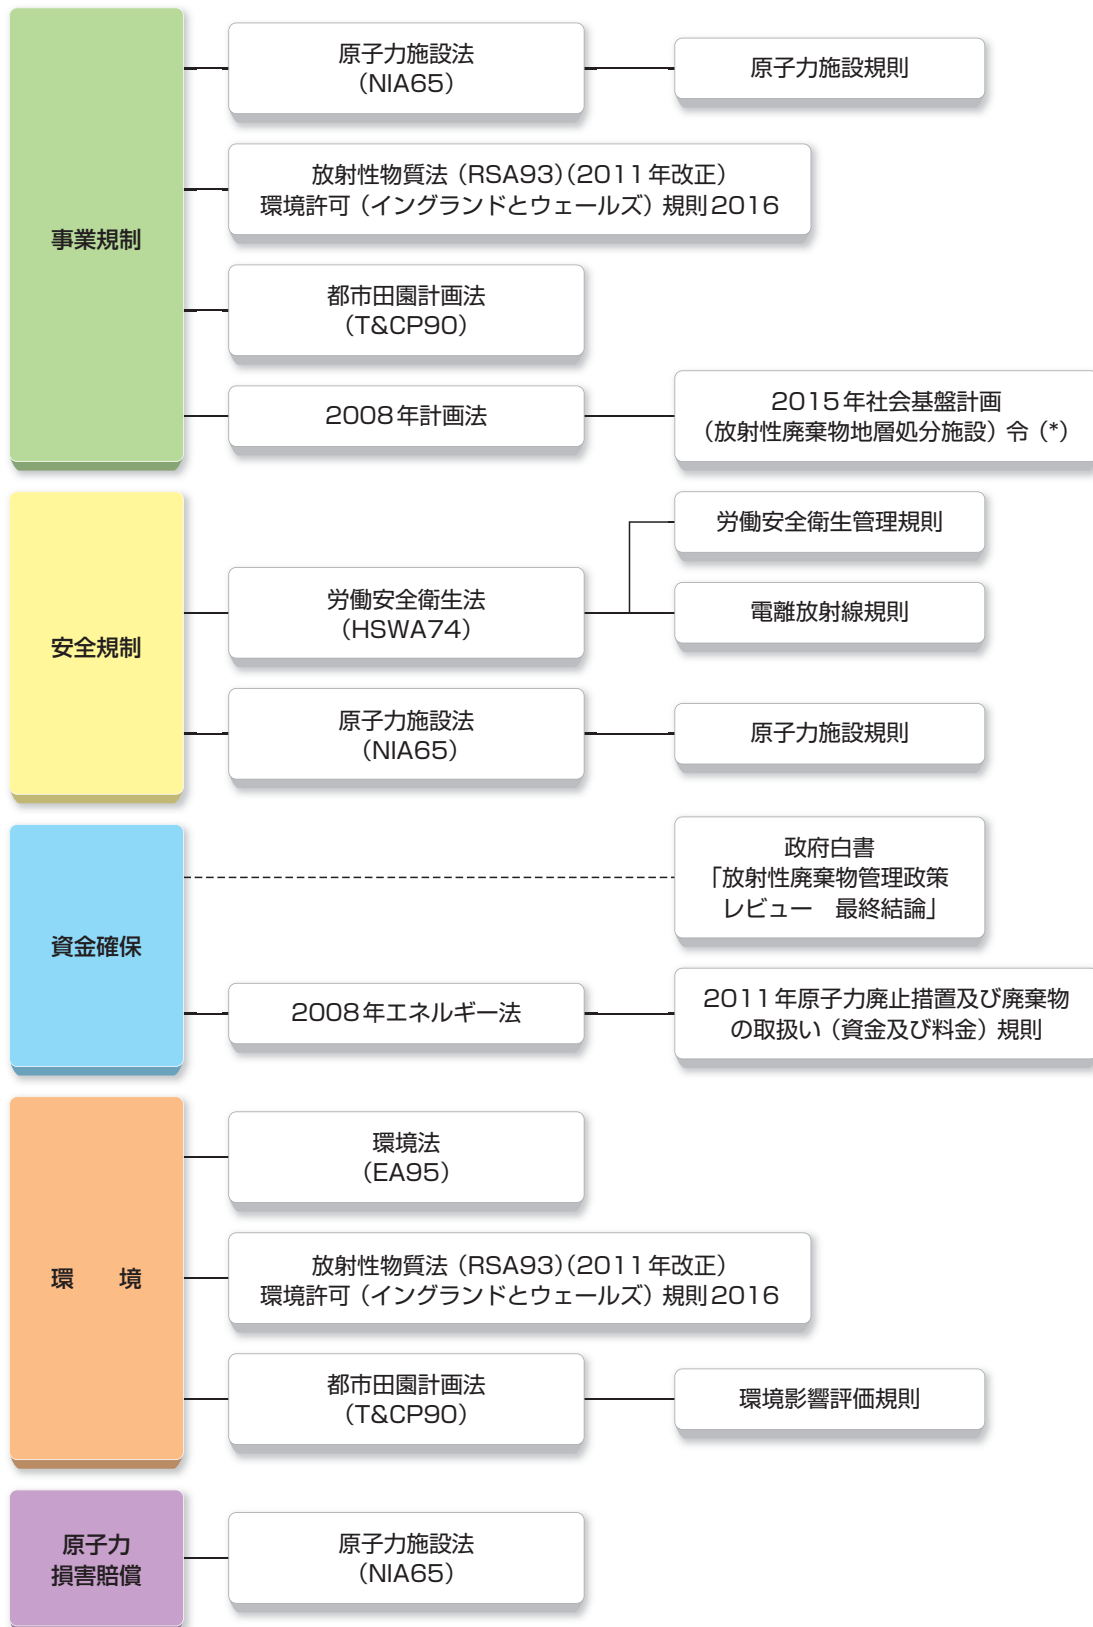 事業規制
原子力施設法
(NIA65)
原子力施設規則
放射性物質法（RSA93）（2011年改正）
環境許可（イングランドとウェールズ）規則2016
都市田園計画法
（T&CP90）
2008年計画法
2015年社会基盤計画
（放射性廃棄物地層処分施設）令（*）
安全規制
労働安全衛生法
（HSWA74）
労働安全衛生管理規則
電離放射線規則
原子力施設法
（NIA65）
原子力施設規則
資金確保
政府白書
「放射性廃棄物管理政策
レビュー　最終結論」
2008年エネルギー法
2011年原子力廃止措置及び廃棄物
の取扱い（資金及び料金）規則
環　境
環境法
（EA95）
放射性物質法（RSA93）（2011年改正）
環境許可（イングランドとウェールズ）規則2016
都市田園計画法
（T&CP90）
環境影響評価規則
原子力
損害賠償
原子力施設法
（NIA65）